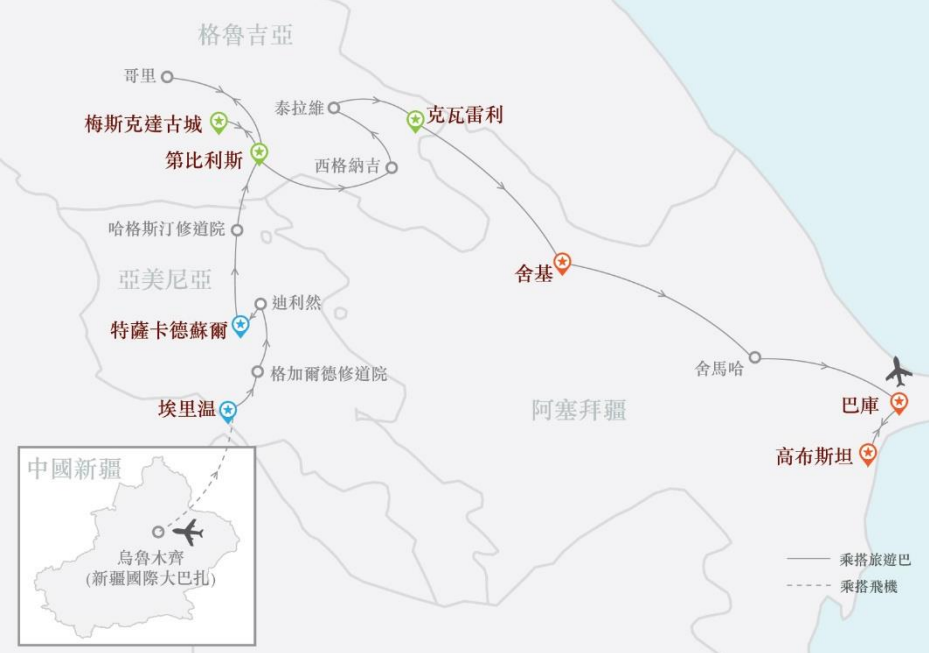 格魯吉亞
哥里
梅斯克達古城
第比利斯
泰拉維
克瓦雷利
西格納吉
哈格斯汀修道院
亞美尼亞
舍基
迪利然
特薩卡德蘇爾
格加爾德修道院
舍馬哈
埃里温
阿塞拜疆
巴庫
高布斯坦
中國新疆
烏魯木齊
(新疆國際大巴扎)
乘搭旅遊巴
乘搭飛機